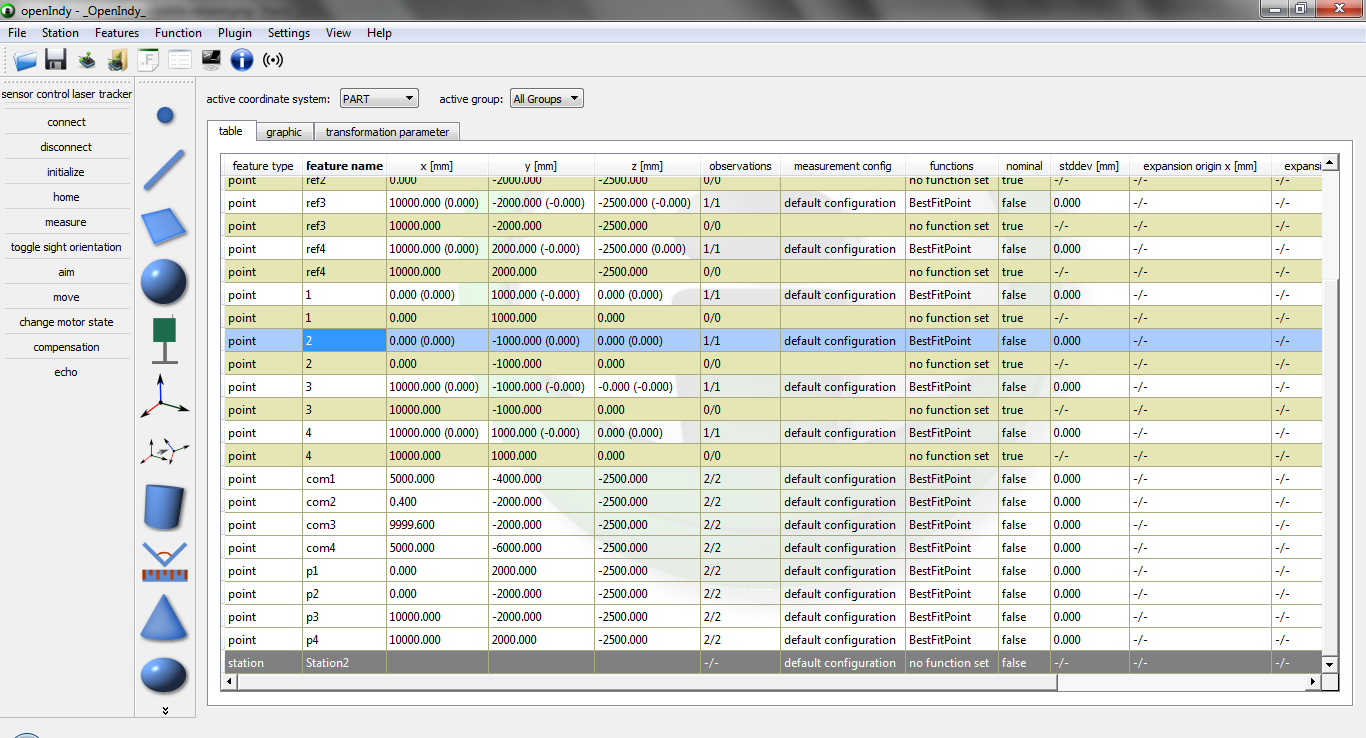 openIndy - _OpenIndy_
File Station Features Function Plugin Settings View Help
.F
sensor control laser tracker
connect
disconnect
initialize
home
measure
toggle sight orientation
aim
move
change motor state
compensation
echo
active coordinate system: PART active group: All Groups
table graphic transformation parameter
feature type feature name x [mm] y [mm] z [mm] observations measurement config functions nominal stddev [mm] expansion origin x [mm] expansi
point ref2 0.000 -2000.000 -2500.000 0/0 no function set true -/- -/- -/-
point ref3 10000.000 (0.000) -2000.000 (-0.000) -2500.000 (-0.000) 1/1 default configuration BestFitPoint false 0.000 -/- -/-
point ref3 10000.000 -2000.000 -2500.000 0/0 no function set true -/- -/- -/-
point ref4 10000.000 (0.000) 2000.000 (-0.000) -2500.000 (0.000) 1/1 default configuration BestFitPoint false 0.000 -/- -/-
point ref4 10000.000 2000.000 -2500.000 0/0 no function set true -/- -/- -/-
point 1 0.000 (0.000) 1000.000 (-0.000) 0.000 (0.000) 1/1 default configuration BestFitPoint false 0.000 -/- -/-
point 1 0.000 1000.000 0.000 0/0 no function set true -/- -/- -/-
point 2 0.000 (0.000) -1000.000 (0.000) 0.000 (0.000) 1/1 default configuration BestFitPoint false 0.000 -/- -/-
point 2 0.000 -1000.000 0.000 0/0 no function set true -/- -/- -/-
point 3 10000.000 (0.000) -1000.000 (-0.000) -0.000 (-0.000) 1/1 default configuration BestFitPoint false 0.000 -/- -/-
point 3 10000.000 -1000.000 0.000 0/0 no function set true -/- -/- -/-
point 4 10000.000 (0.000) 1000.000 (-0.000) 0.000 (0.000) 1/1 default configuration BestFitPoint false 0.000 -/- -/-
point 4 10000.000 1000.000 0.000 0/0 no function set true -/- -/- -/-
point com1 5000.000 -4000.000 -2500.000 2/2 default configuration BestFitPoint false 0.000 -/- -/-
point com2 0.400 -2000.000 -2500.000 2/2 default configuration BestFitPoint false 0.000 -/- -/-
point com3 9999.600 -2000.000 -2500.000 2/2 default configuration BestFitPoint false 0.000 -/- -/-
point com4 5000.000 -6000.000 -2500.000 2/2 default configuration BestFitPoint false 0.000 -/- -/-
point p1 0.000 2000.000 -2500.000 2/2 default configuration BestFitPoint false 0.000 -/- -/-
point p2 0.000 -2000.000 -2500.000 2/2 default configuration BestFitPoint false 0.000 -/- -/-
point p3 10000.000 -2000.000 -2500.000 2/2 default configuration BestFitPoint false 0.000 -/- -/-
point p4 10000.000 2000.000 -2500.000 2/2 default configuration BestFitPoint false 0.000 -/- -/-
station Station2 -/- default configuration no function set false -/- -/- -/-